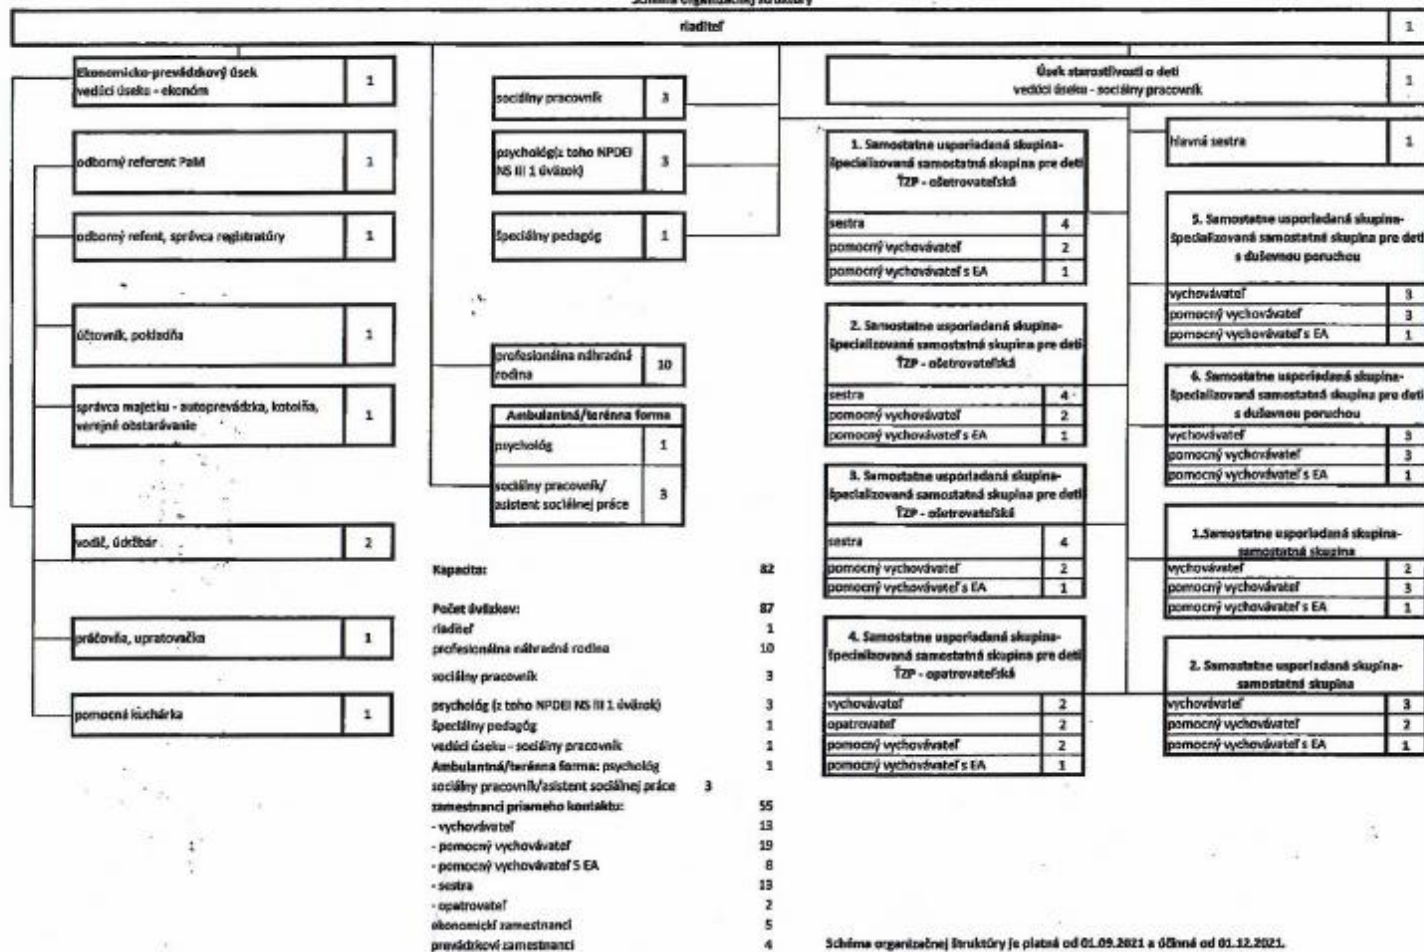 Schéma organizačnej štruktúry
riaditeľ 1
Ekonomicko-prevádzkový úsek
vedúci úseku - ekonóm 1
odborný referent PaM 1
odborný refent, správca registratúry 1
účtovník, pokladňa 1
správca majetku - autoprevádzka, kotolňa,
verejné obstarávanie 1
vodič, údržbár 2
práčovňa, upratovačka 1
pomocná kuchárka 1
sociálny pracovník 3
psychológ(z toho NPDEI
NS III 1 úväzok) 3
špeciálny pedagóg 1
profesionálna náhradná
rodina 10
Ambulantná/terénna forma
psychológ 1
sociálny pracovník/
asistent sociálnej práce 3
Kapacita: 82
Počet úväzkov: 87
riaditeľ 1
profesionálna náhradná rodina 10
sociálny pracovník 3
psychológ (z toho NPDEI NS III 1 úväzok) 3
špeciálny pedagóg 1
vedúci úseku - sociálny pracovník 1
Ambulantná/terénna forma: psychológ 1
sociálny pracovník/asistent sociálnej práce 3
zamestnanci priameho kontaktu: 55
- vychovávateľ 13
- pomocný vychovávateľ 19
- pomocný vychovávateľ S EA 8
- sestra 13
- opatrovateľ 2
ekonomickí zamestnanci 5
prevádzkoví zamestnanci 4
Úsek starostlivosti o deti
vedúci úseku - sociálny pracovník 1
1. Samostatne usporiadaná skupina-
špecializovaná samostatná skupina pre deti
ŤZP - ošetrovateľská
sestra 4
pomocný vychovávateľ 2
pomocný vychovávateľ s EA 1
2. Samostatne usporiadaná skupina-
špecializovaná samostatná skupina pre deti
ŤZP - ošetrovateľská
sestra 4
pomocný vychovávateľ 2
pomocný vychovávateľ s EA 1
3. Samostatne usporiadaná skupina-
špecializovaná samostatná skupina pre deti
ŤZP - ošetrovateľská
sestra 4
pomocný vychovávateľ 2
pomocný vychovávateľ s EA 1
4. Samostatne usporiadaná skupina-
špecializovaná samostatná skupina pre deti
ŤZP - opatrovateľská
vychovávateľ 2
opatrovateľ 2
pomocný vychovávateľ 2
pomocný vychovávateľ s EA 1
hlavná sestra 1
5. Samostatne usporiadaná skupina-
špecializovaná samostatná skupina pre deti
s duševnou poruchou
vychovávateľ 3
pomocný vychovávateľ 3
pomocný vychovávateľ s EA 1
6. Samostatne usporiadaná skupina-
špecializovaná samostatná skupina pre deti
s duševnou poruchou
vychovávateľ 3
pomocný vychovávateľ 3
pomocný vychovávateľ s EA 1
1.Samostatne usporiadaná skupina-
samostatná skupina
vychovávateľ 2
pomocný vychovávateľ 3
pomocný vychovávateľ s EA 1
2. Samostatne usporiadaná skupina-
samostatná skupina
vychovávateľ 3
pomocný vychovávateľ 2
pomocný vychovávateľ s EA 1
Schéma organizačnej štruktúry je platná od 01.09.2021 a účinná od 01.12.2021.